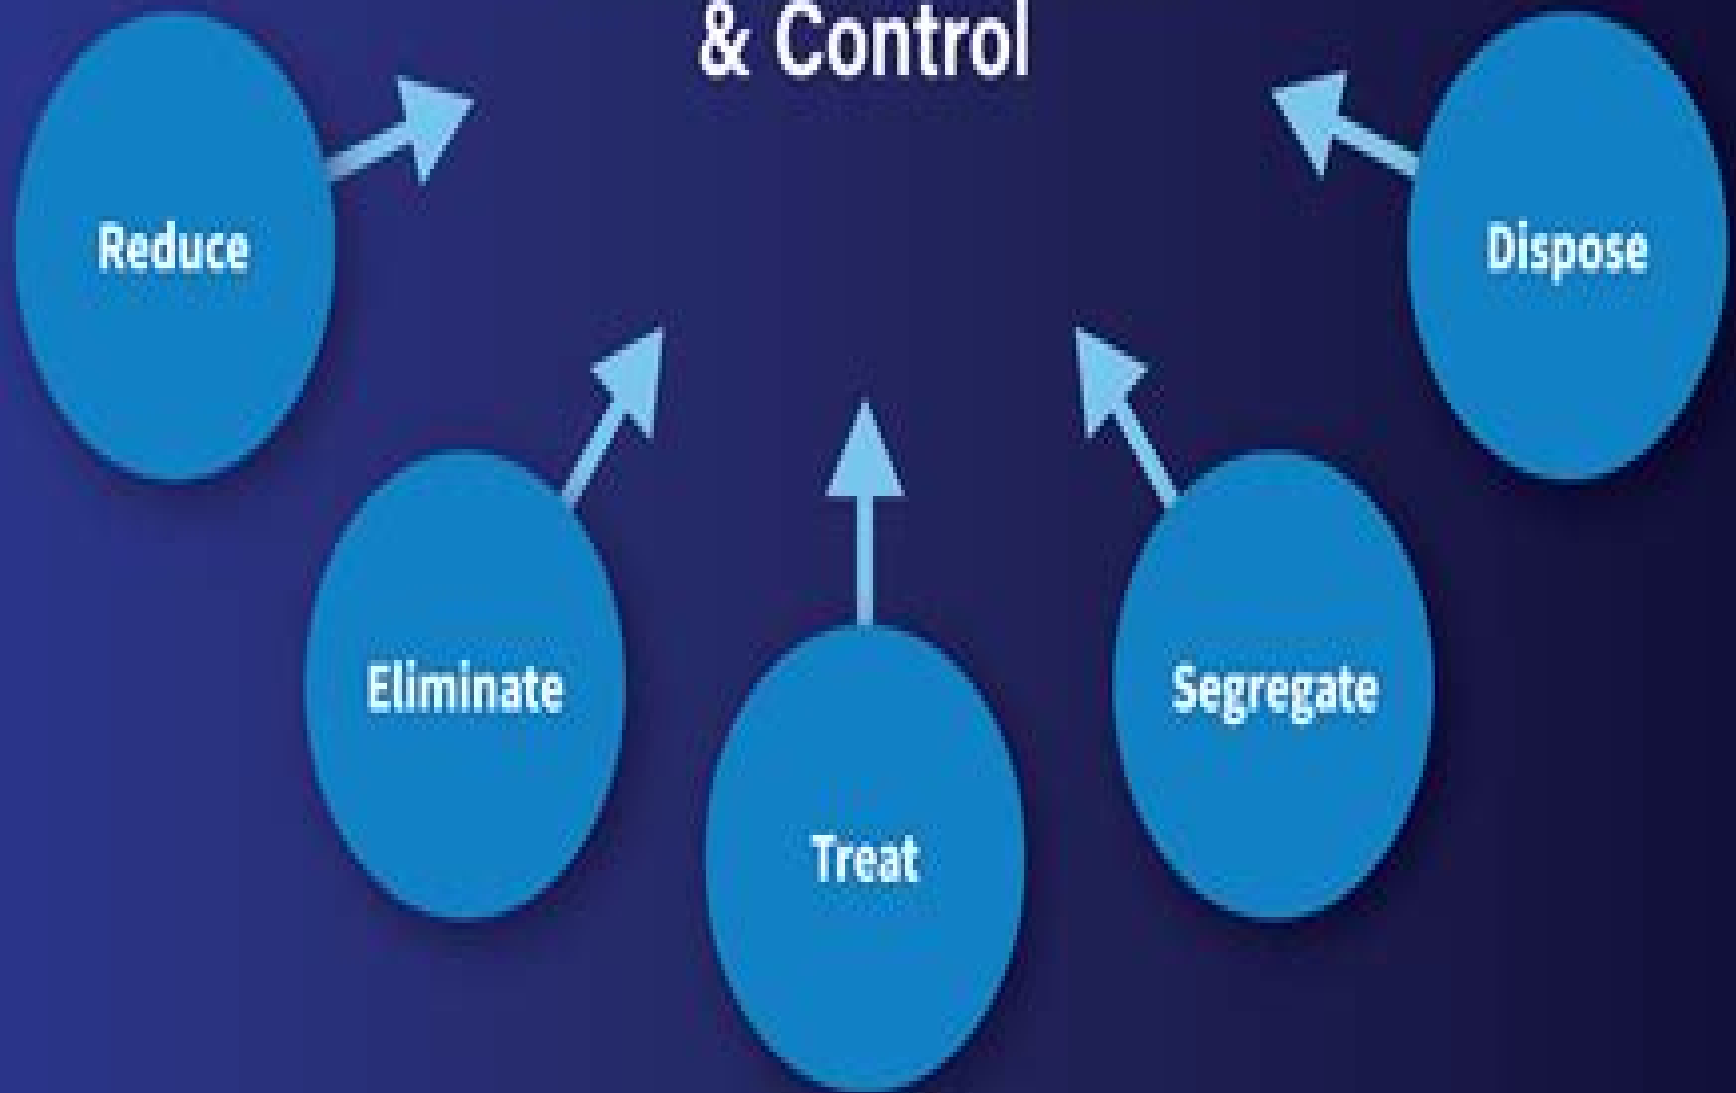 & Control
Reduce
Dispose
Eliminate
Segregate
Treat